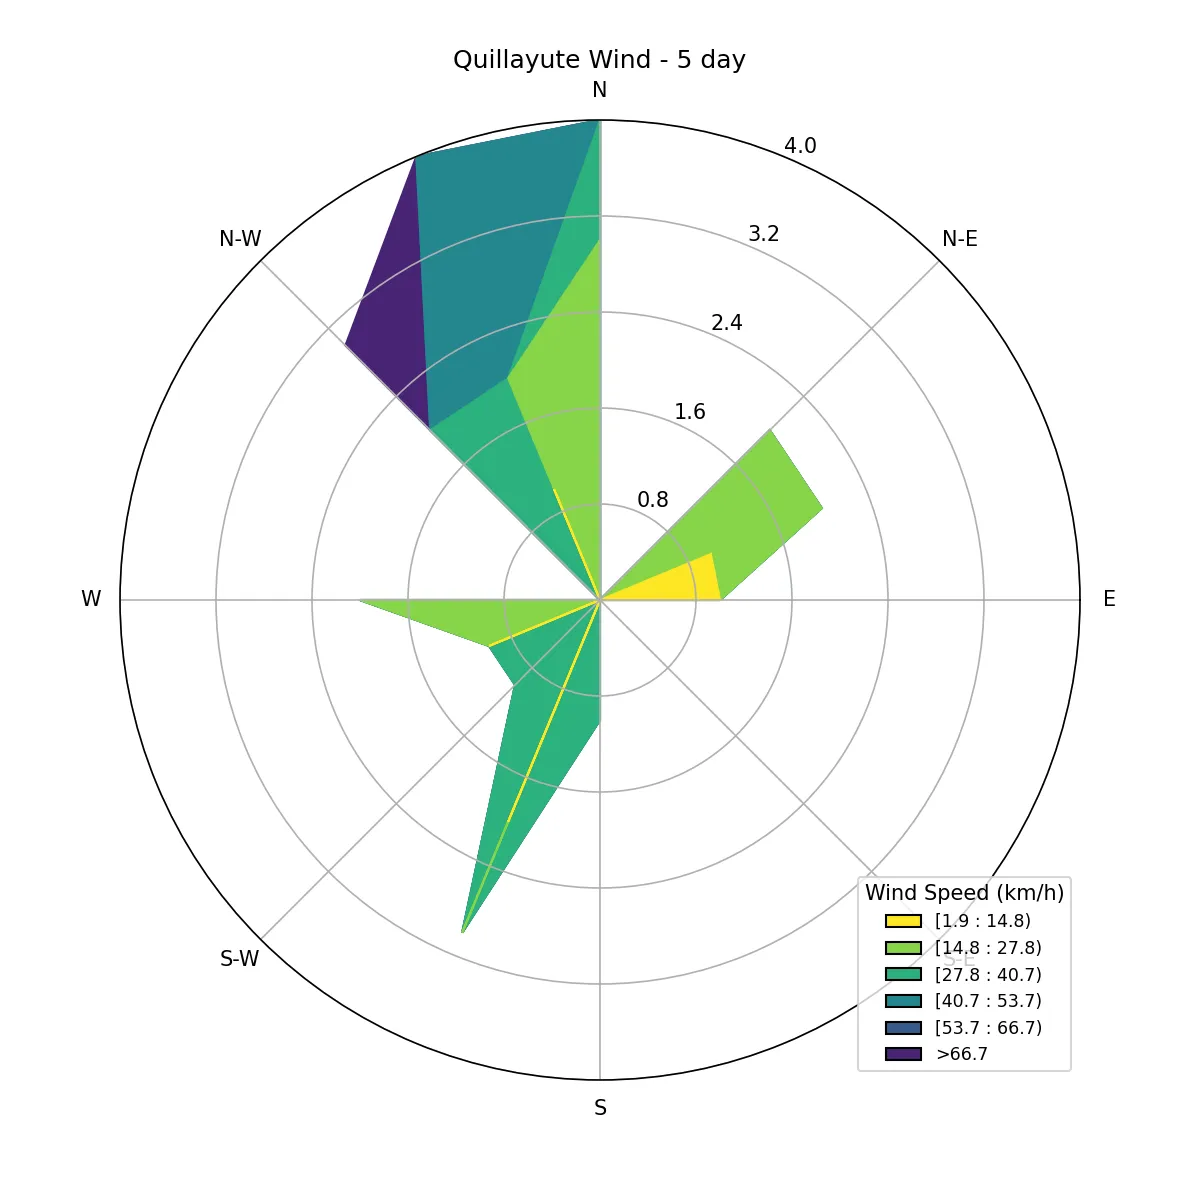 Quillayute Wind - 5 day
N
4.0
3.2
N-W
N-E
2.4
1.6
0.8
W
E
Wind Speed (km/h)
[1.9 : 14.8)
[14.8 : 27.8)
S-W
S-E
[27.8 : 40.7)
[40.7 : 53.7)
[53.7 : 66.7)
>66.7
S